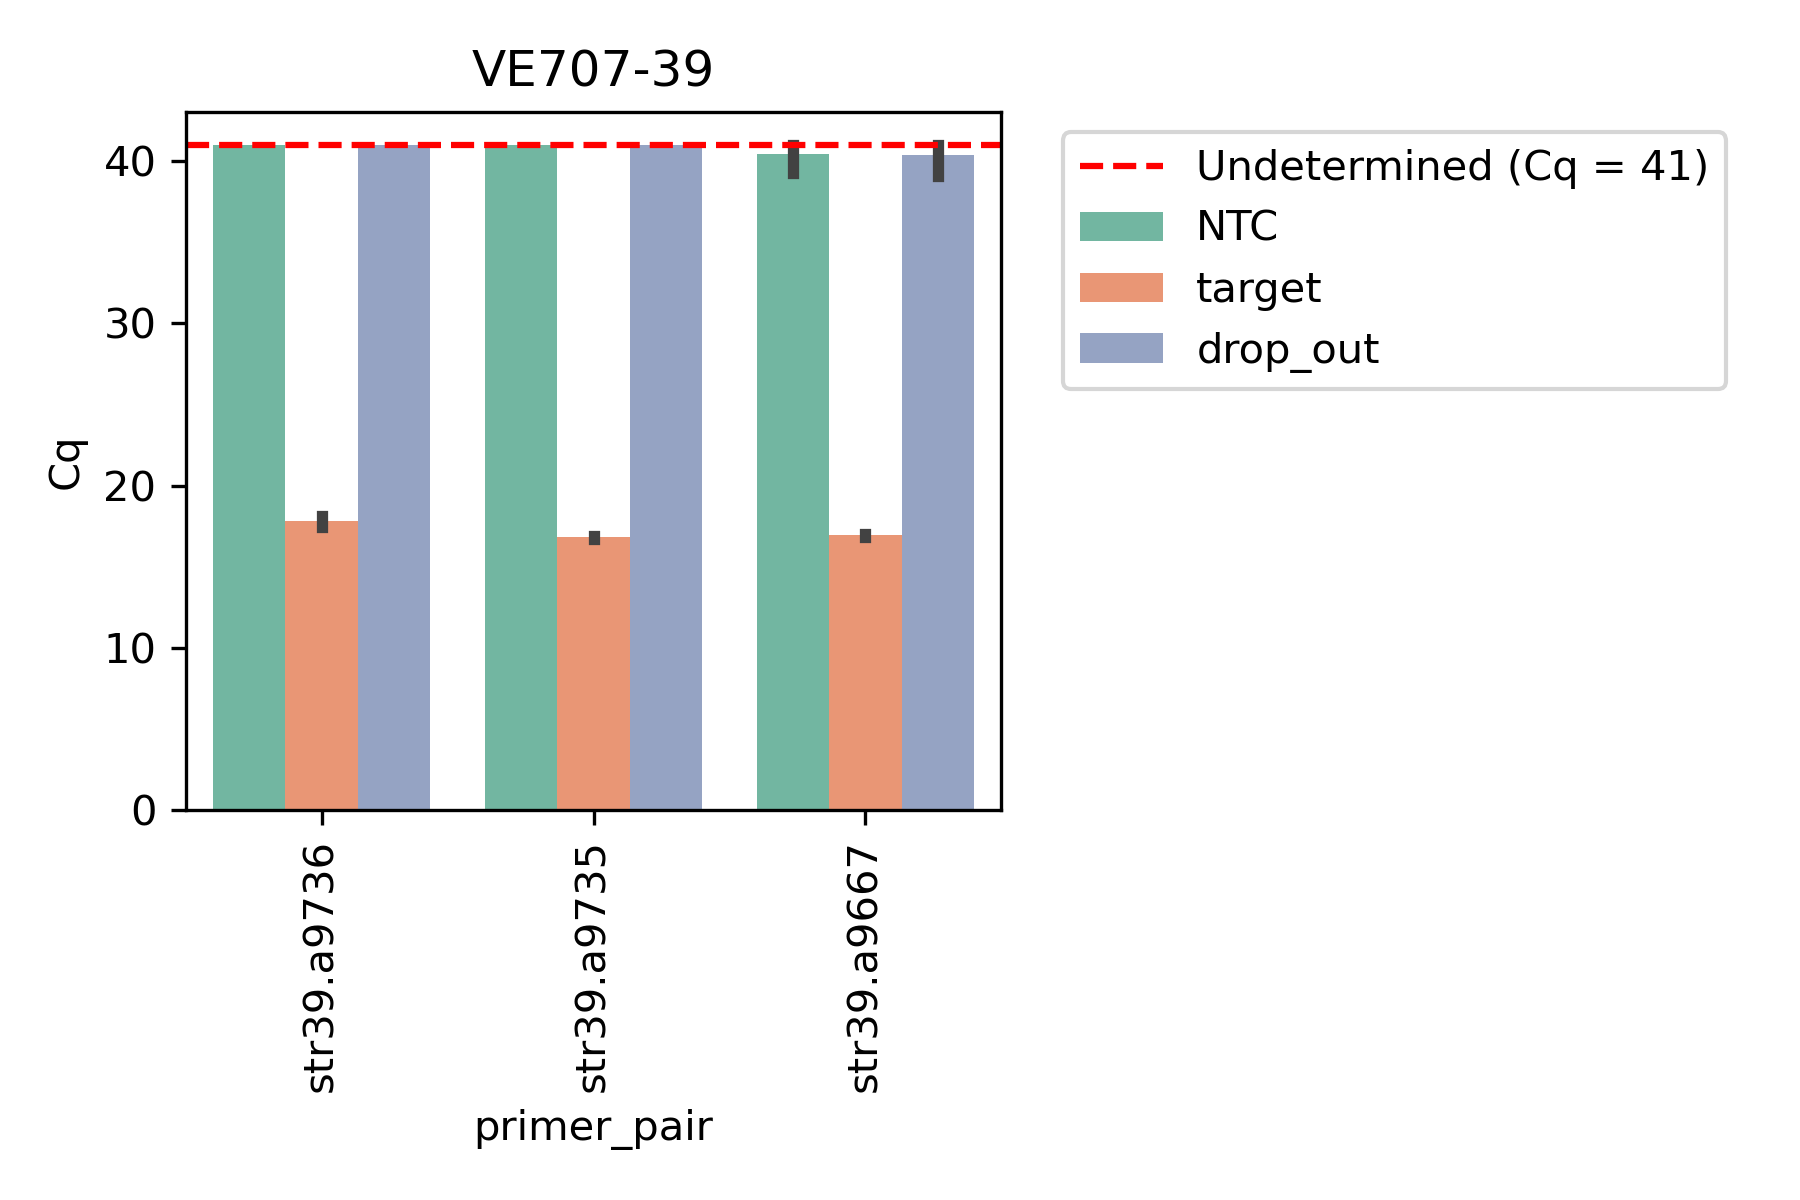 VE707-39
Cq
40
30
20
10
0
str39.a9736
str39.a9735
str39.a9667
primer_pair
Undetermined (Cq = 41)
NTC
target
drop_out